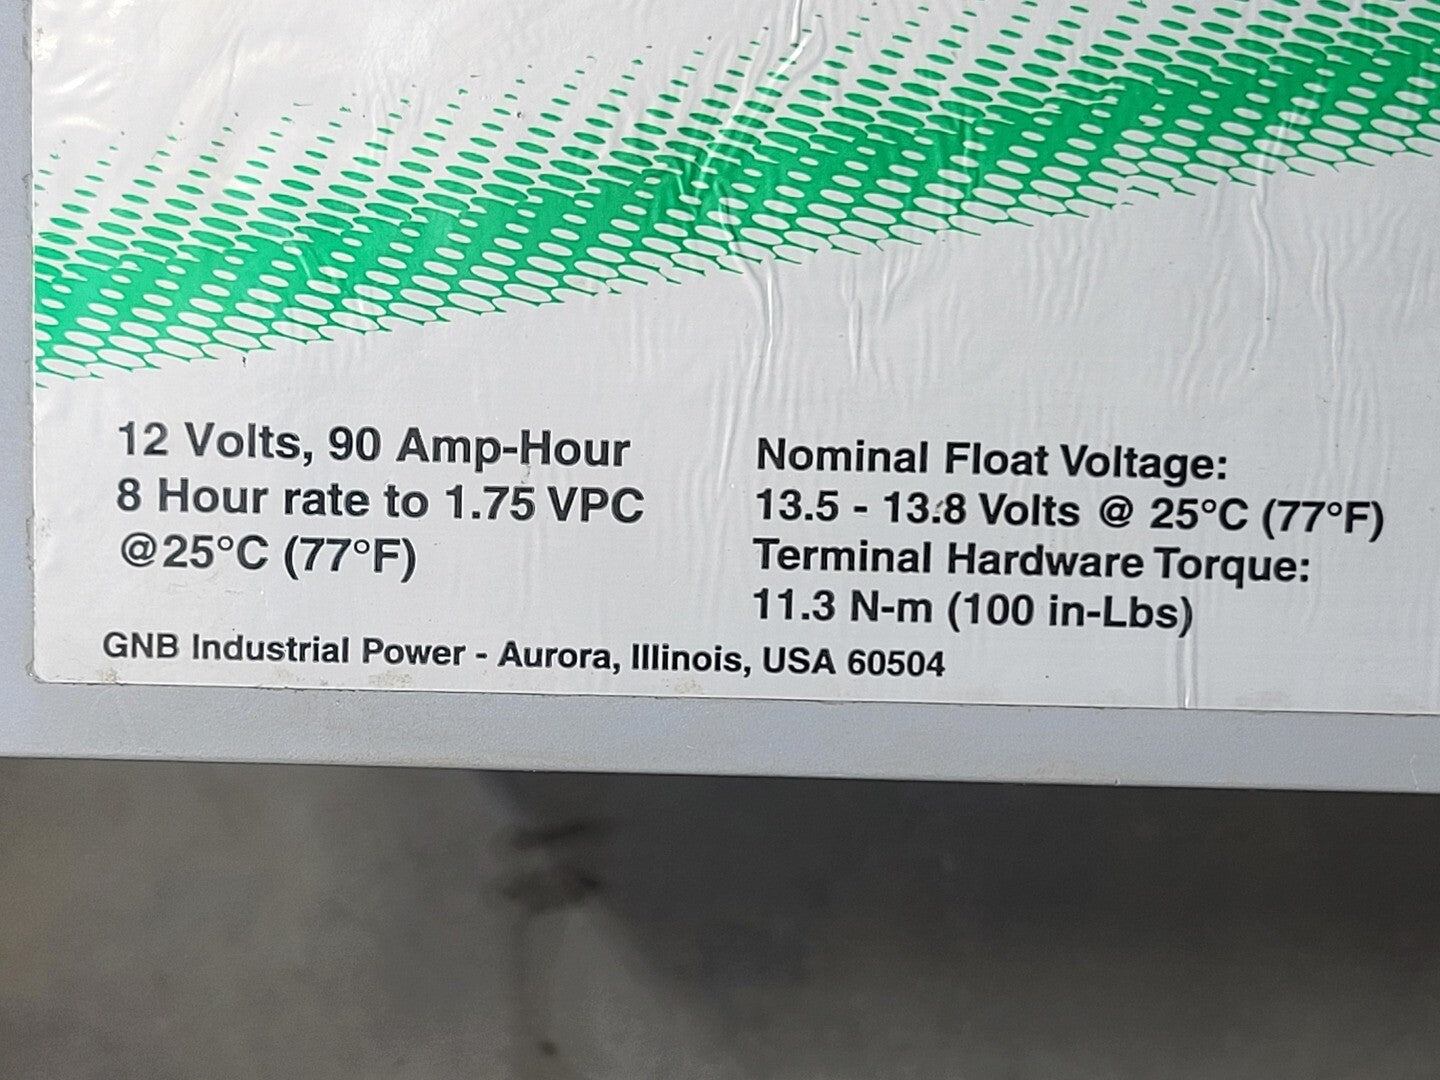 12 Volts, 90 Amp-Hour
8 Hour rate to 1.75 VPC
@25°C (77°F)
Nominal Float Voltage:
13.5 - 13.8 Volts @ 25°C (77°F)
Terminal Hardware Torque:
11.3 N-m (100 in-Lbs)
GNB Industrial Power - Aurora, Illinois, USA 60504